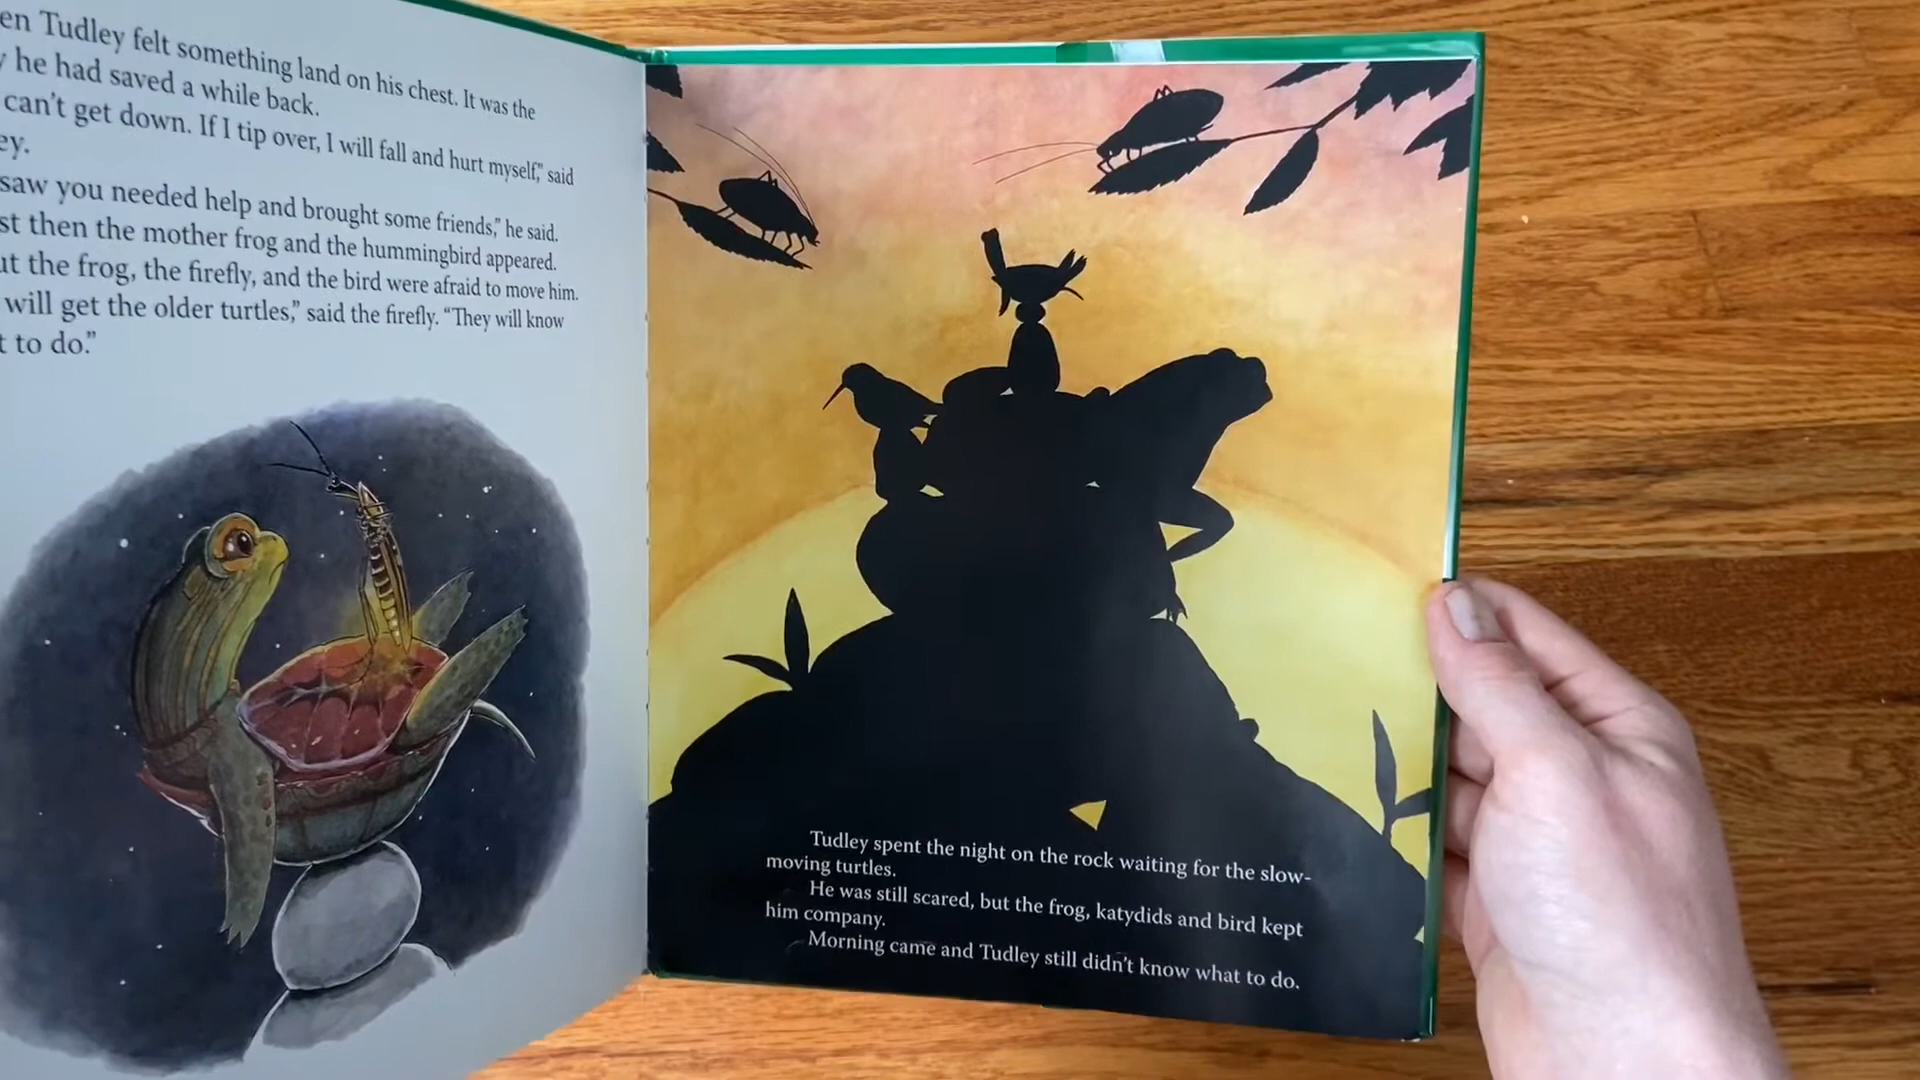 en Tudley felt something land on his chest. It was the
y he had saved a while back.
can't get down. If I tip over, I will fall and hurt myself," said
ey.
saw you needed help and brought some friends," he said.
st then the mother frog and the hummingbird appeared.
ut the frog, the firefly, and the bird were afraid to move him.
will get the older turtles," said the firefly. "They will know
t to do."
Tudley spent the night on the rock waiting for the slow-
moving turtles.
He was still scared, but the frog, katydids and bird kept
him company.
Morning came and Tudley still didn't know what to do.